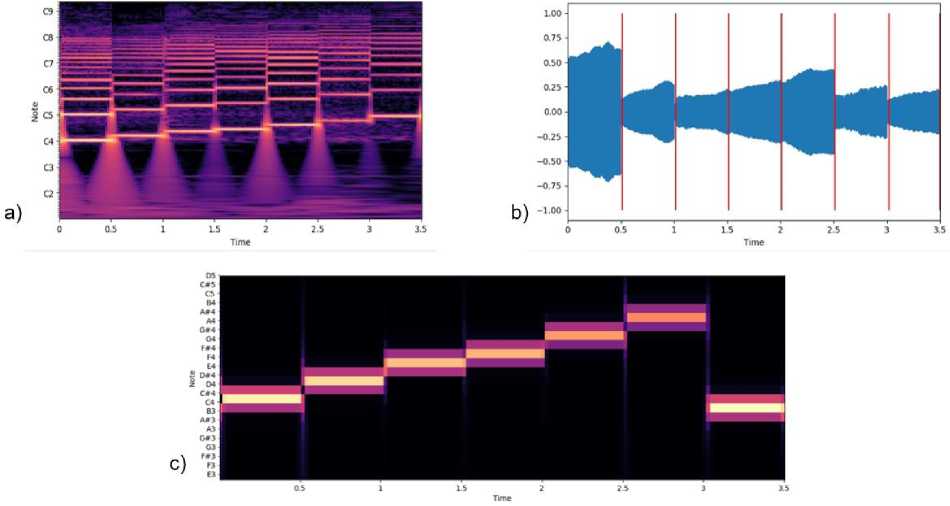 C9
C8
C7
C6
C5
C4
C3
C2
Note
0
0.5
1
1.5
2
2.5
3
3.5
Time
a)
1.00
0.75
0.50
0.25
0.00
−0.25
−0.50
−0.75
−1.00
0
0.5
1
1.5
2
2.5
3
3.5
Time
b)
D5
C#5
C5
B4
A#4
A4
G#4
G4
F#4
F4
E4
D#4
D4
C#4
C4
B3
A#3
A3
G#3
G3
F#3
F3
E3
Note
0.5
1
1.5
2
2.5
3
3.5
Time
c)